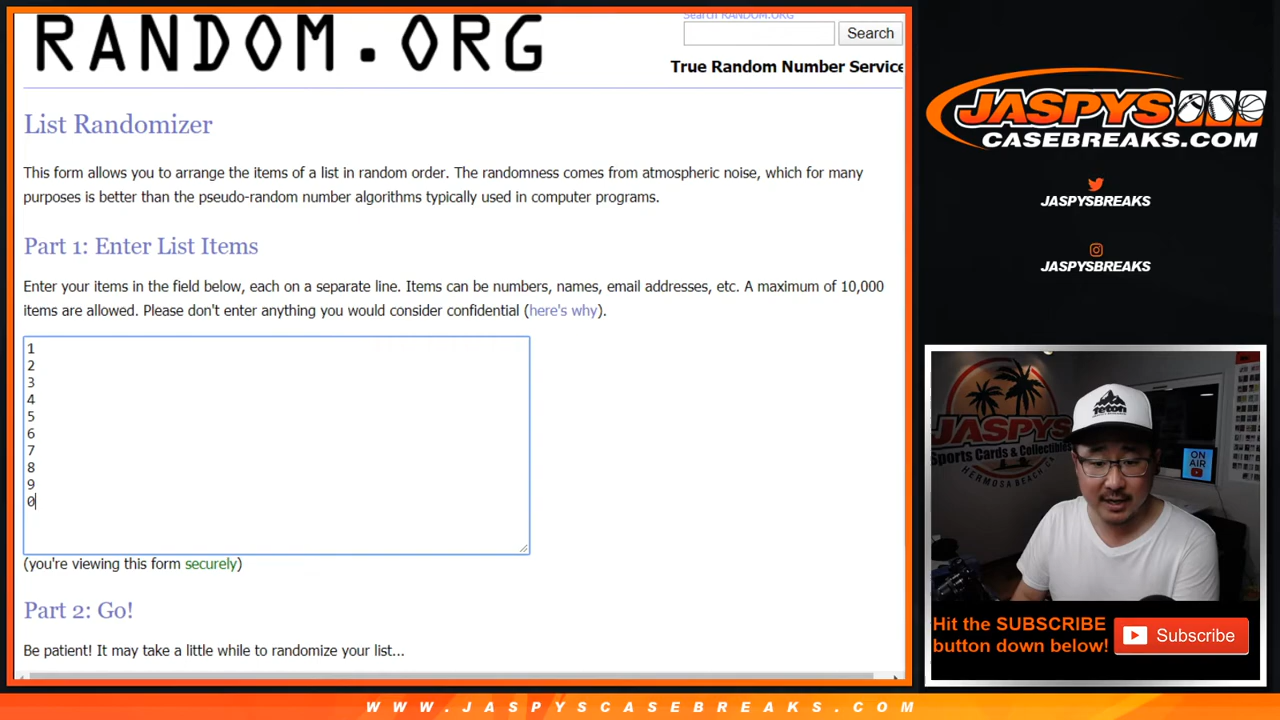 RANDOM.ORG
Search RANDOM.ORG
Search
True Random Number Service
List Randomizer
This form allows you to arrange the items of a list in random order. The randomness comes from atmospheric noise, which for many
purposes is better than the pseudo-random number algorithms typically used in computer programs.
Part 1: Enter List Items
Enter your items in the field below, each on a separate line. Items can be numbers, names, email addresses, etc. A maximum of 10,000
items are allowed. Please don't enter anything you would consider confidential (here's why).
1
2
3
4
5
6
7
8
9
0
(you're viewing this form securely)
Part 2: Go!
Be patient! It may take a little while to randomize your list...
JASPYS
CASEBREAKS.COM
JASPYSBREAKS
JASPYSBREAKS
JASPYS
Sports Cards & Collectibles
HERMOSA BEACH CA
TETON
ON
AIR
Hit the SUBSCRIBE
button down below!
Subscribe
WWW.JASPYSCASEBREAKS.COM